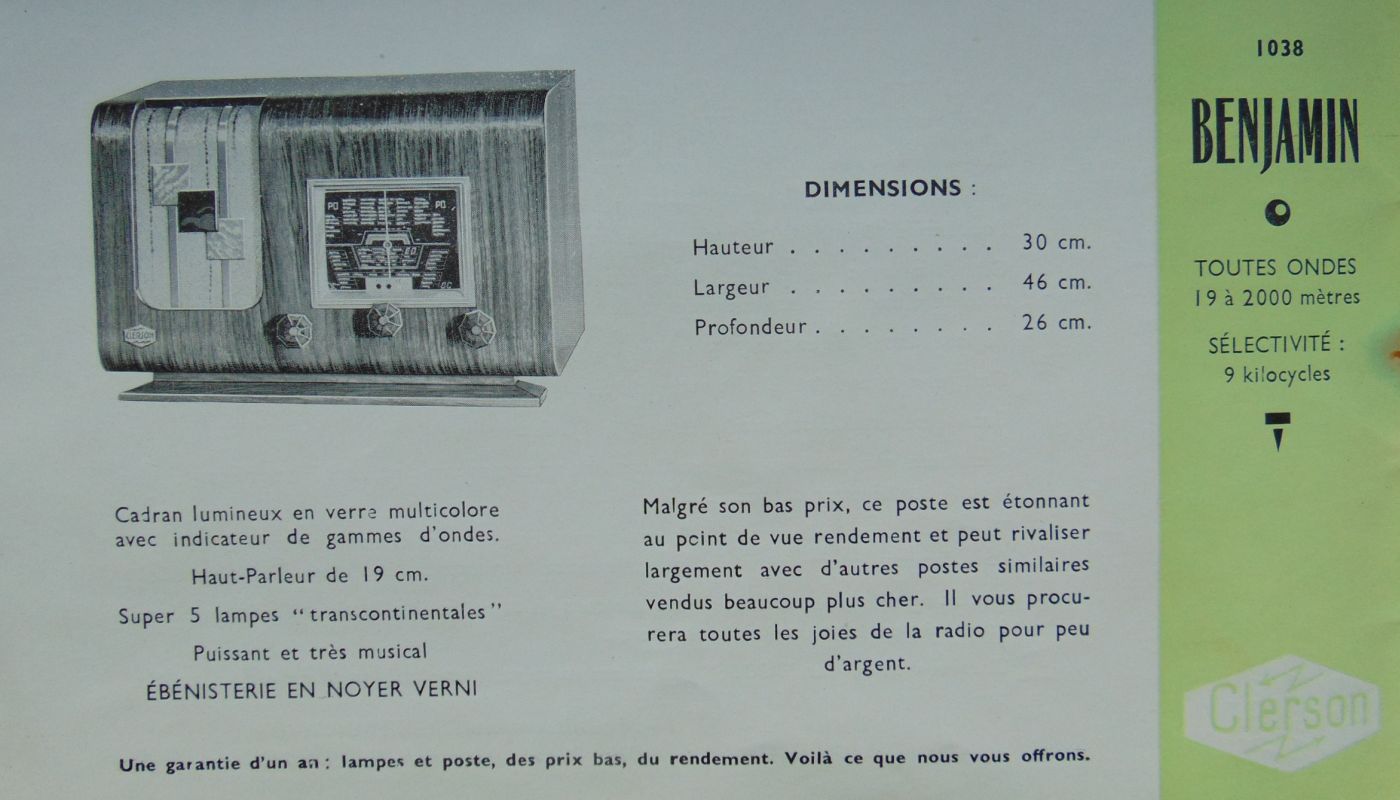 DIMENSIONS :
Hauteur . . . . . . . . . 30 cm.
Largeur . . . . . . . . . 46 cm.
Profondeur . . . . . . . . 26 cm.
PO
PO
CLERSON
Cadran lumineux en verre multicolore
avec indicateur de gammes d'ondes.
Haut-Parleur de 19 cm.
Super 5 lampes “transcontinentales”
Puissant et très musical
ÉBÉNISTERIE EN NOYER VERNI
Malgré son bas prix, ce poste est étonnant
au point de vue rendement et peut rivaliser
largement avec d'autres postes similaires
vendus beaucoup plus cher. Il vous procu-
rera toutes les joies de la radio pour peu
d'argent.
Une garantie d'un an : lampes et poste, des prix bas, du rendement. Voilà ce que nous vous offrons.
1038
BENJAMIN
TOUTES ONDES
19 à 2000 mètres
SÉLECTIVITÉ :
9 kilocycles
Clerson